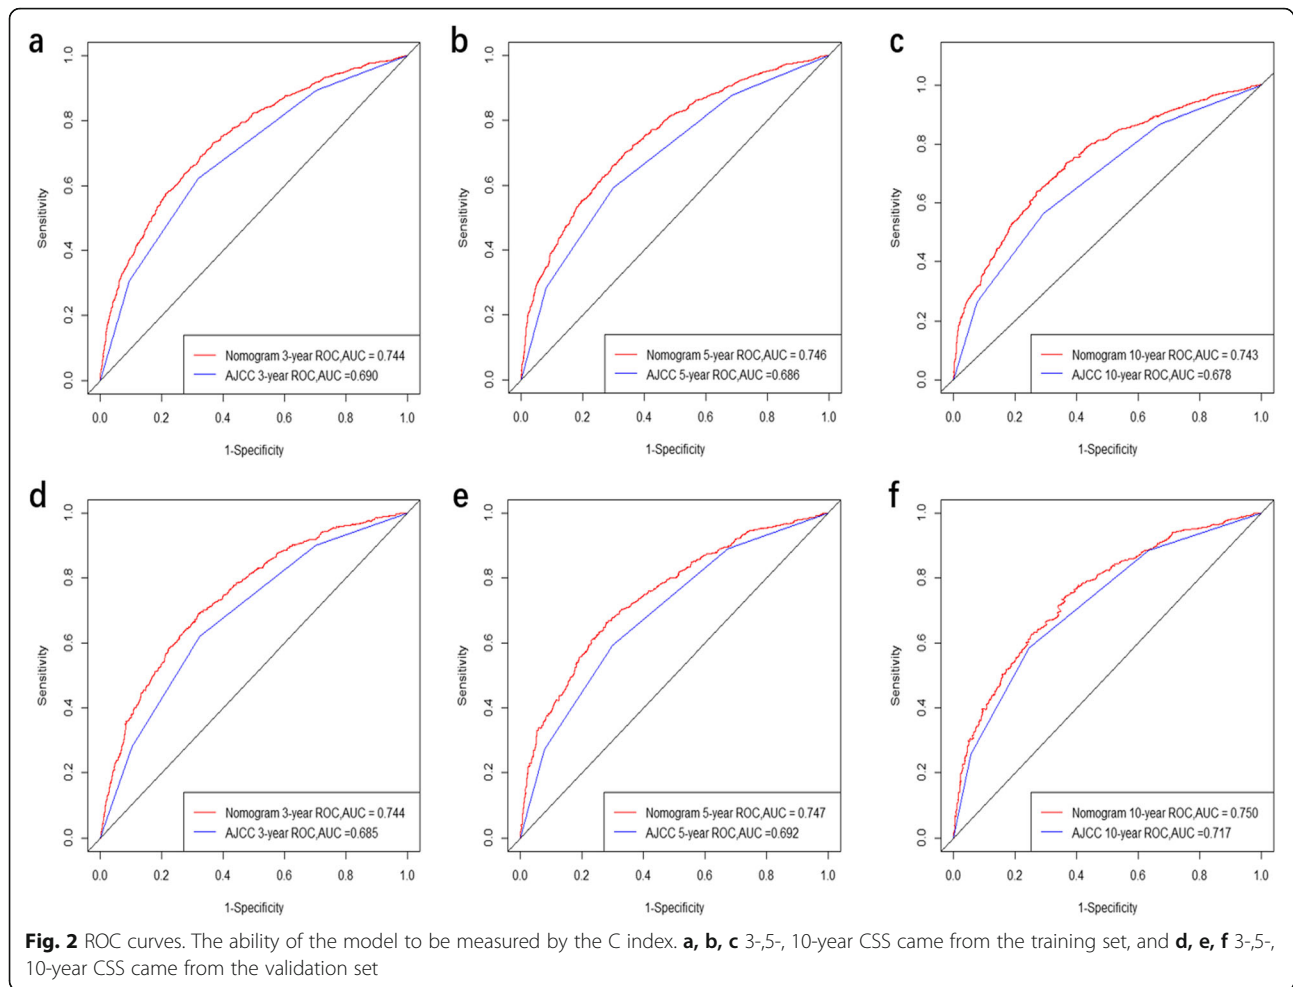 a
1.0
0.8
0.6
0.4
0.2
0.0
Sensitivity
Nomogram 3-year ROC,AUC = 0.744
AJCC 3-year ROC,AUC =0.690
0.0 0.2 0.4 0.6 0.8 1.0
1-Specificity
b
1.0
0.8
0.6
0.4
0.2
0.0
Sensitivity
Nomogram 5-year ROC,AUC = 0.746
AJCC 5-year ROC,AUC =0.686
0.0 0.2 0.4 0.6 0.8 1.0
1-Specificity
c
1.0
0.8
0.6
0.4
0.2
0.0
Sensitivity
Nomogram 10-year ROC,AUC = 0.743
AJCC 10-year ROC,AUC = 0.678
0.0 0.2 0.4 0.6 0.8 1.0
1-Specificity
d
1.0
0.8
0.6
0.4
0.2
0.0
Sensitivity
Nomogram 3-year ROC,AUC = 0.744
AJCC 3-year ROC,AUC =0.685
0.0 0.2 0.4 0.6 0.8 1.0
1-Specificity
e
1.0
0.8
0.6
0.4
0.2
0.0
Sensitivity
Nomogram 5-year ROC,AUC = 0.747
AJCC 5-year ROC,AUC =0.692
0.0 0.2 0.4 0.6 0.8 1.0
1-Specificity
f
1.0
0.8
0.6
0.4
0.2
0.0
Sensitivity
Nomogram 10-year ROC,AUC = 0.750
AJCC 10-year ROC,AUC =0.717
0.0 0.2 0.4 0.6 0.8 1.0
1-Specificity
Fig. 2 ROC curves. The ability of the model to be measured by the C index. a, b, c 3-,5-, 10-year CSS came from the training set, and d, e, f 3-,5-,
10-year CSS came from the validation set